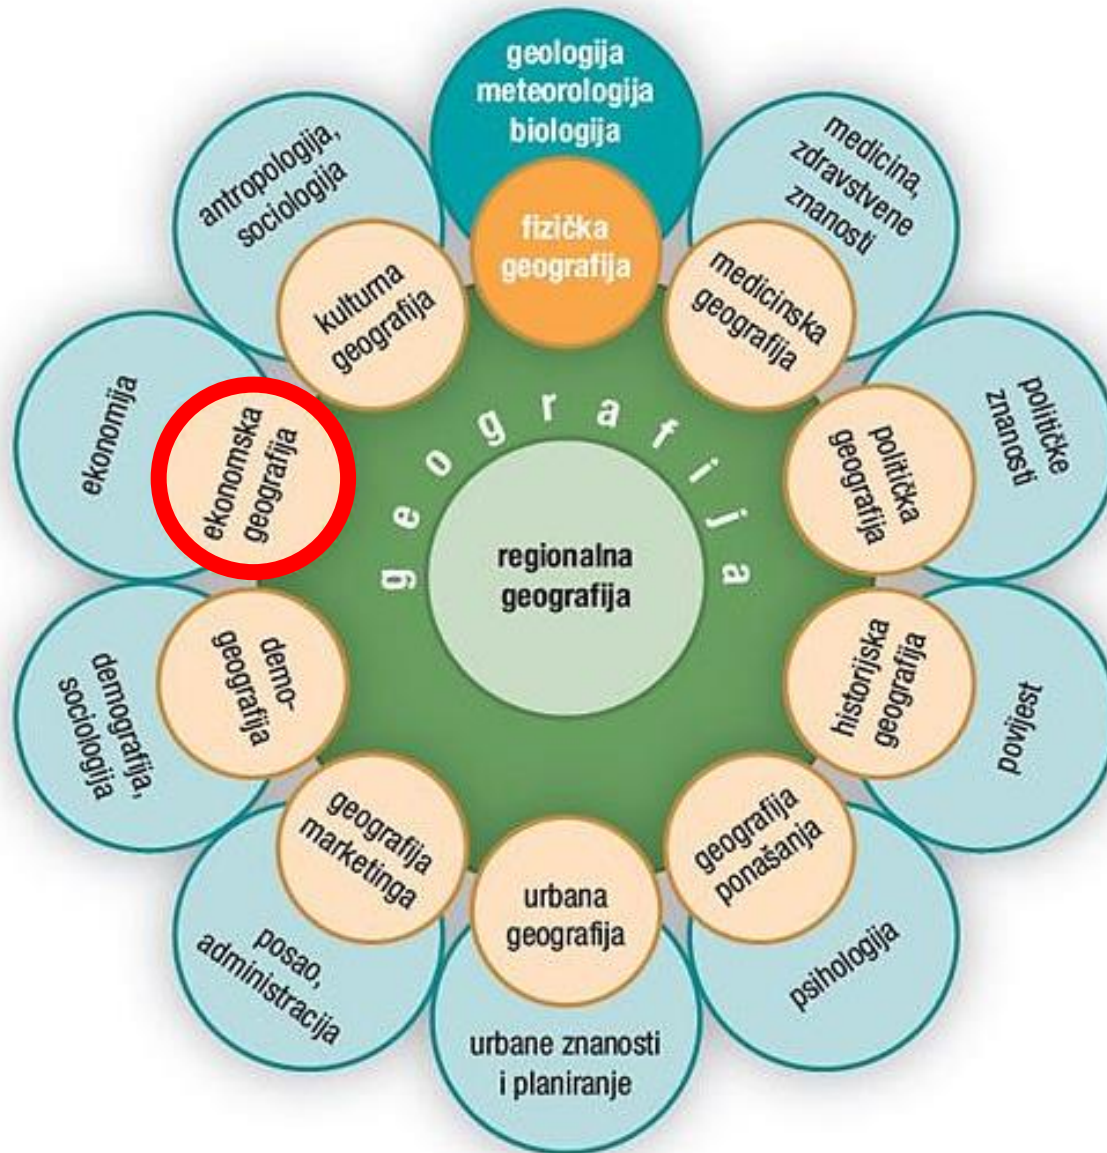 geologija
meteorologija
biologija
fizička
geografija
medicina,
zdravstvene
znanosti
medicinska
geografija
političke
znanosti
politička
geografija
povijest
historijska
geografija
psihologija
geografija
ponašanja
urbana
geografija
urbane znanosti
i planiranje
geografija
marketinga
posao,
administracija
demo-
geografija
demografija,
sociologija
ekonomska
geografija
ekonomija
kulturna
geografija
antropologija,
sociologija
geografija
regionalna
geografija